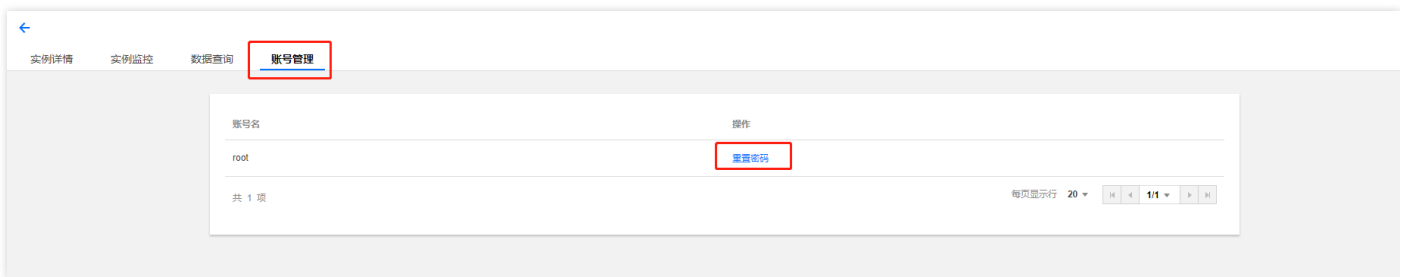 实例详情 实例监控 数据查询 账号管理
账号名 操作
root 重置密码
共 1 项 每页显示行 20 1/1